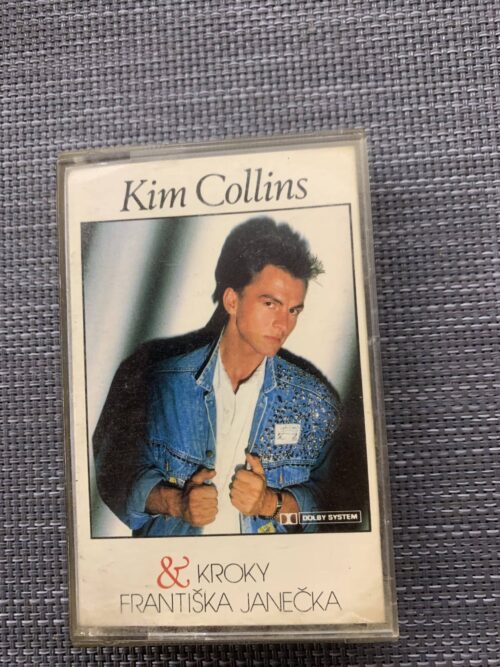 Kim Collins
DOLBY SYSTEM
& KROKY
FRANTIŠKA JANEČKA